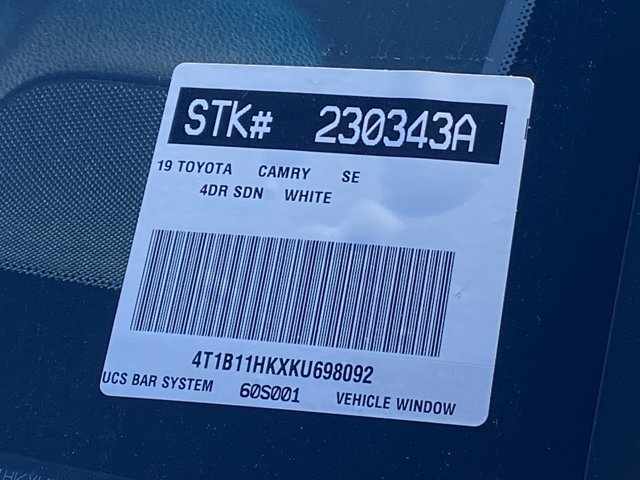 STK# 230343A
19 TOYOTA CAMRY SE
4DR SDN WHITE
4T1B11HKXKU698092
UCS BAR SYSTEM 60S001 VEHICLE WINDOW